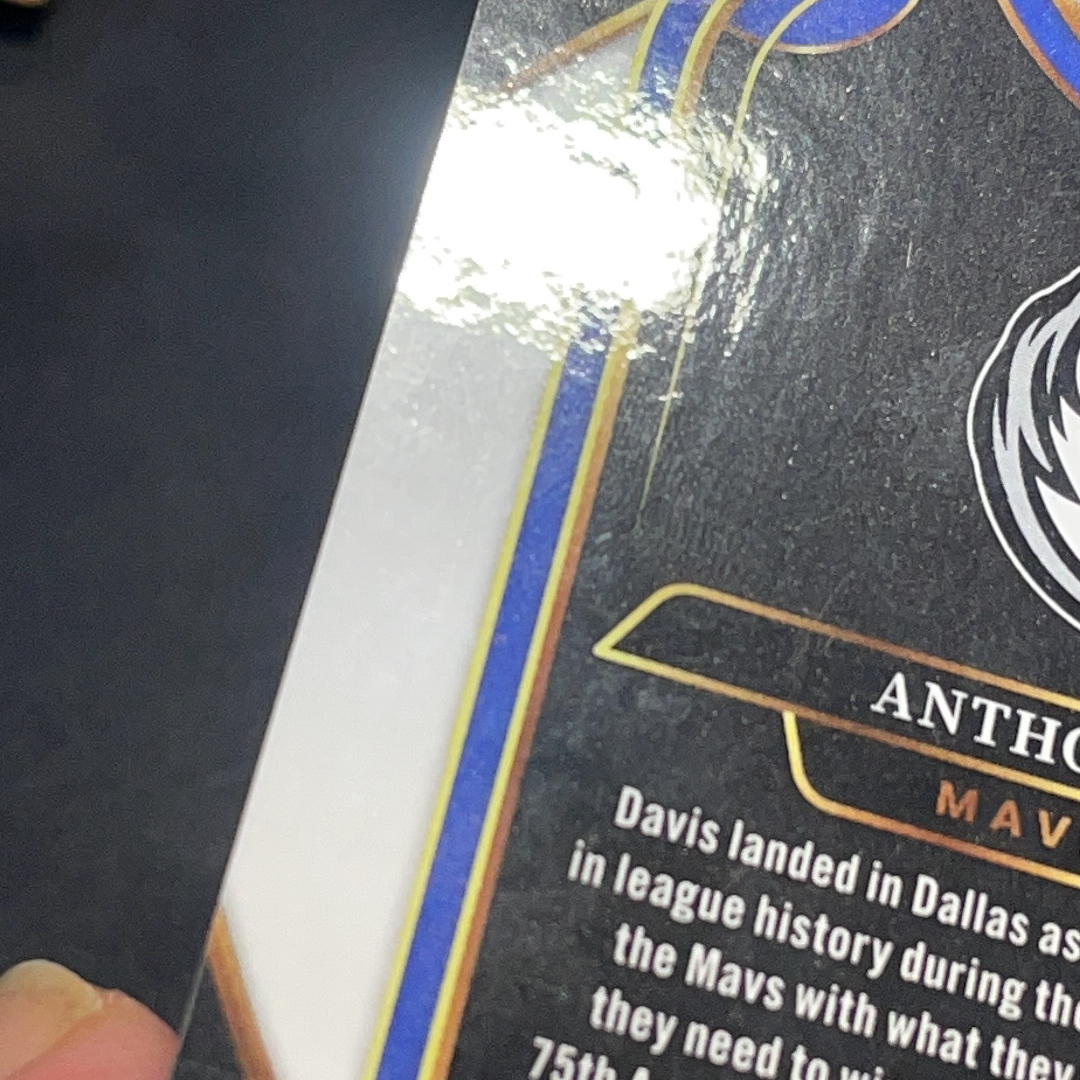 ANTHO
MAV
Davis landed in Dallas as
in league history during the
the Mavs with what they
they need to wi
75th A